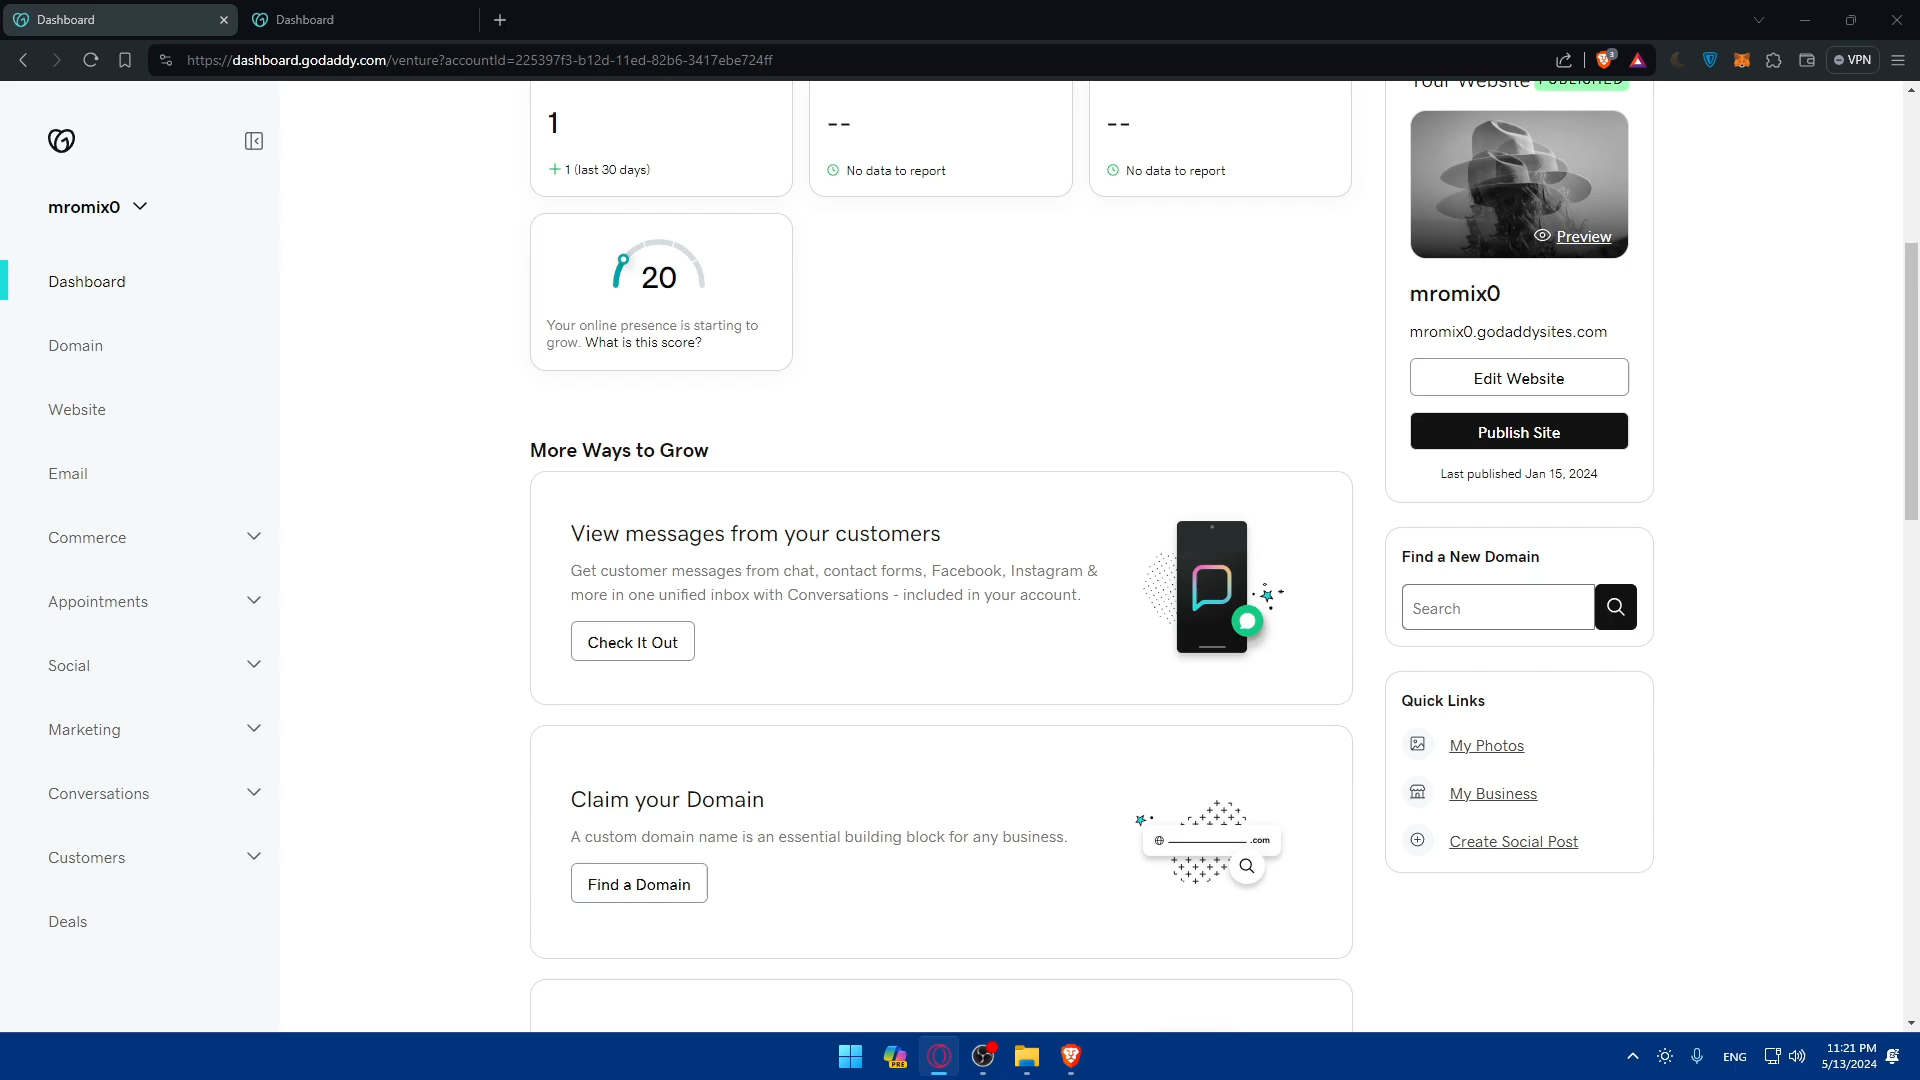 Dashboard
Dashboard
https://dashboard.godaddy.com/venture?accountId=225397f3-b12d-11ed-82b6-3417ebe724ff
3
VPN
mromix0
Dashboard
Domain
Website
Email
Commerce
Appointments
Social
Marketing
Conversations
Customers
Deals
1
+ 1 (last 30 days)
--
No data to report
--
No data to report
20
Your online presence is starting to
grow. What is this score?
More Ways to Grow
View messages from your customers
Get customer messages from chat, contact forms, Facebook, Instagram &
more in one unified inbox with Conversations - included in your account.
Check It Out
Claim your Domain
A custom domain name is an essential building block for any business.
Find a Domain
.com
Your Website PUBLISHED
Preview
mromix0
mromix0.godaddysites.com
Edit Website
Publish Site
Last published Jan 15, 2024
Find a New Domain
Search
Quick Links
My Photos
My Business
Create Social Post
PRE
ENG
11:21 PM
5/13/2024